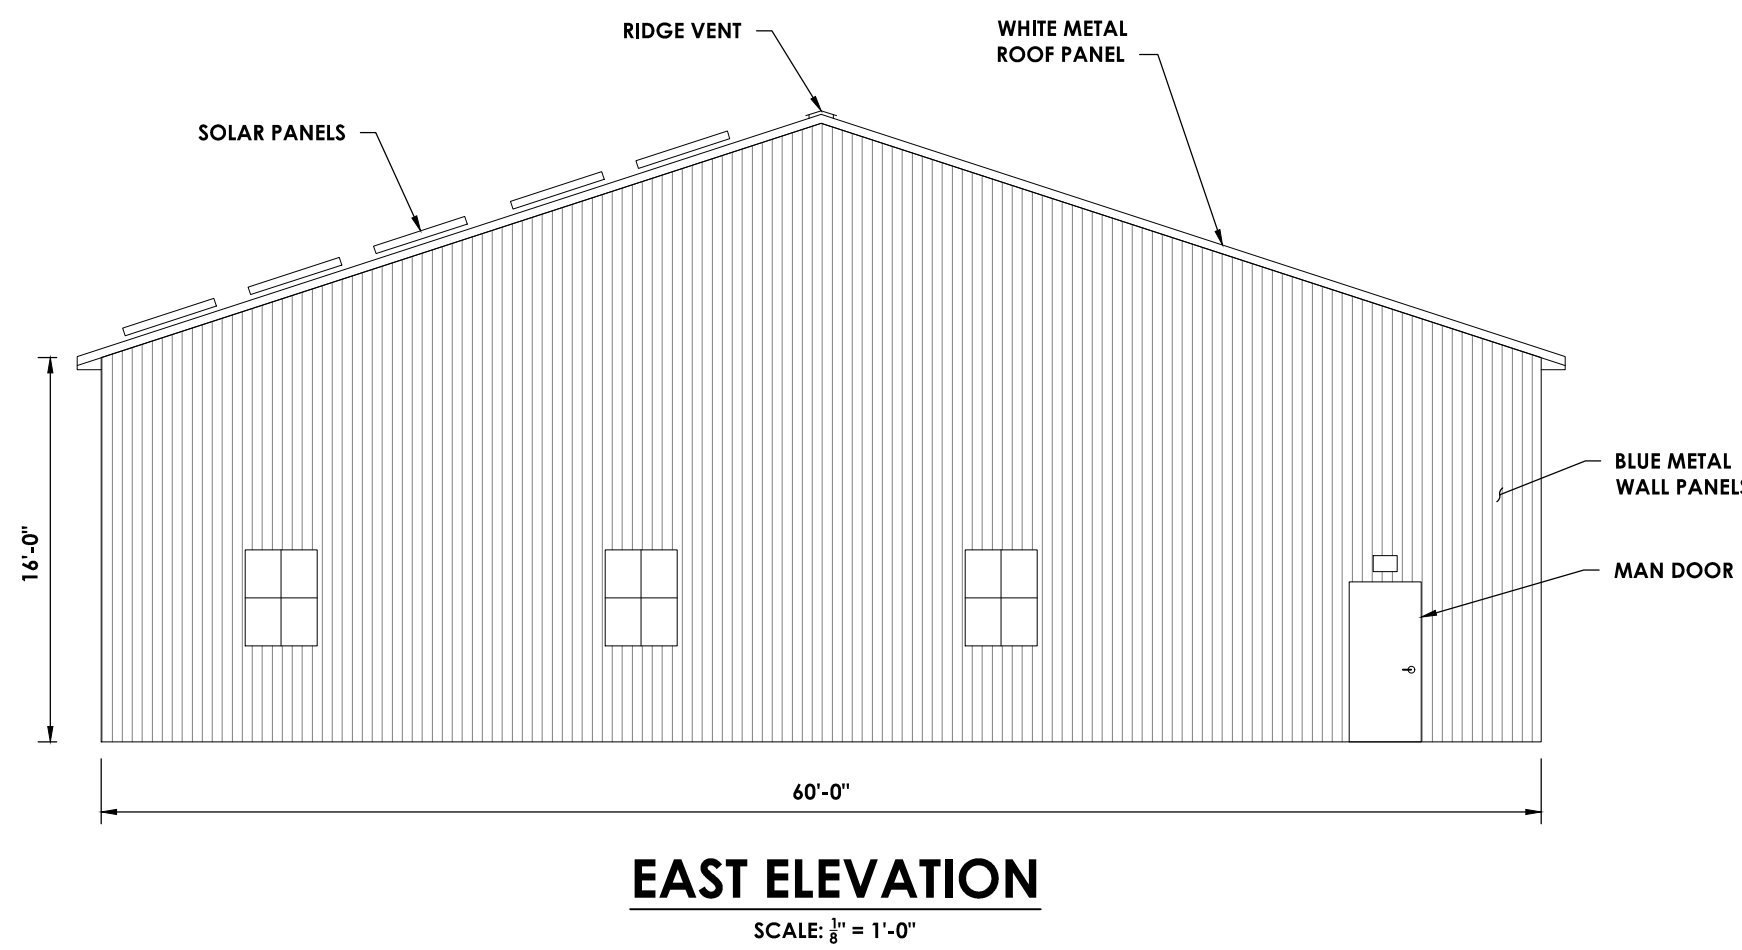 RIDGE VENT
WHITE METAL
ROOF PANEL
SOLAR PANELS
BLUE METAL
WALL PANELS
16'-0"
MAN DOOR
60'-0"
EAST ELEVATION
SCALE: 1/8" = 1'-0"